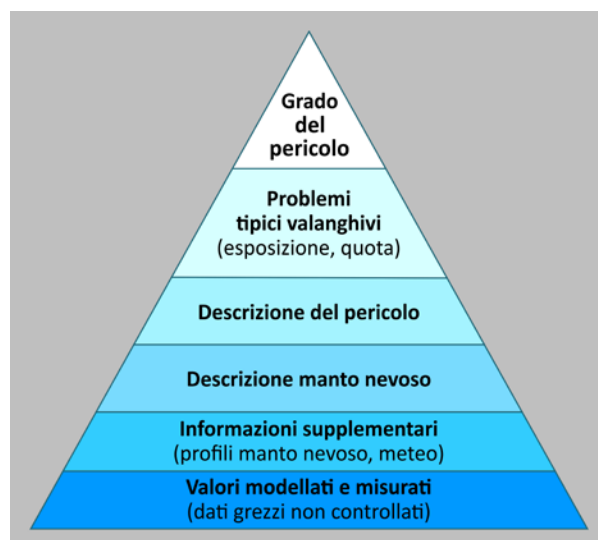 Grado
del
pericolo
Problemi
tipici valanghivi
(esposizione, quota)
Descrizione del pericolo
Descrizione manto nevoso
Informazioni supplementari
(profili manto nevoso, meteo)
Valori modellati e misurati
(dati grezzi non controllati)